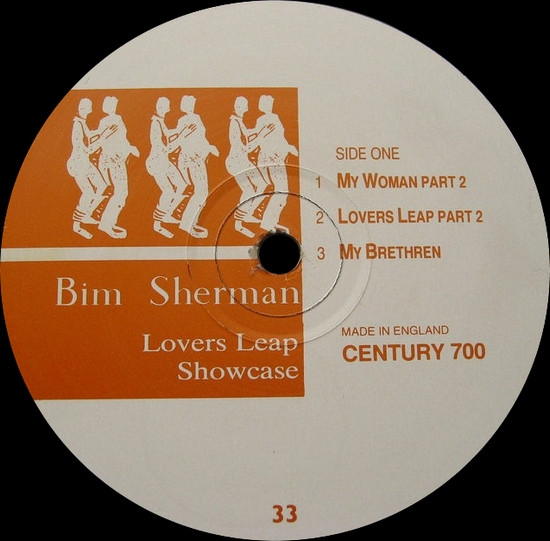 SIDE ONE
1 MY WOMAN PART 2
2 LOVERS LEAP PART 2
3 MY BRETHREN
Bim Sherman
Lovers Leap
Showcase
MADE IN ENGLAND
CENTURY 700
33